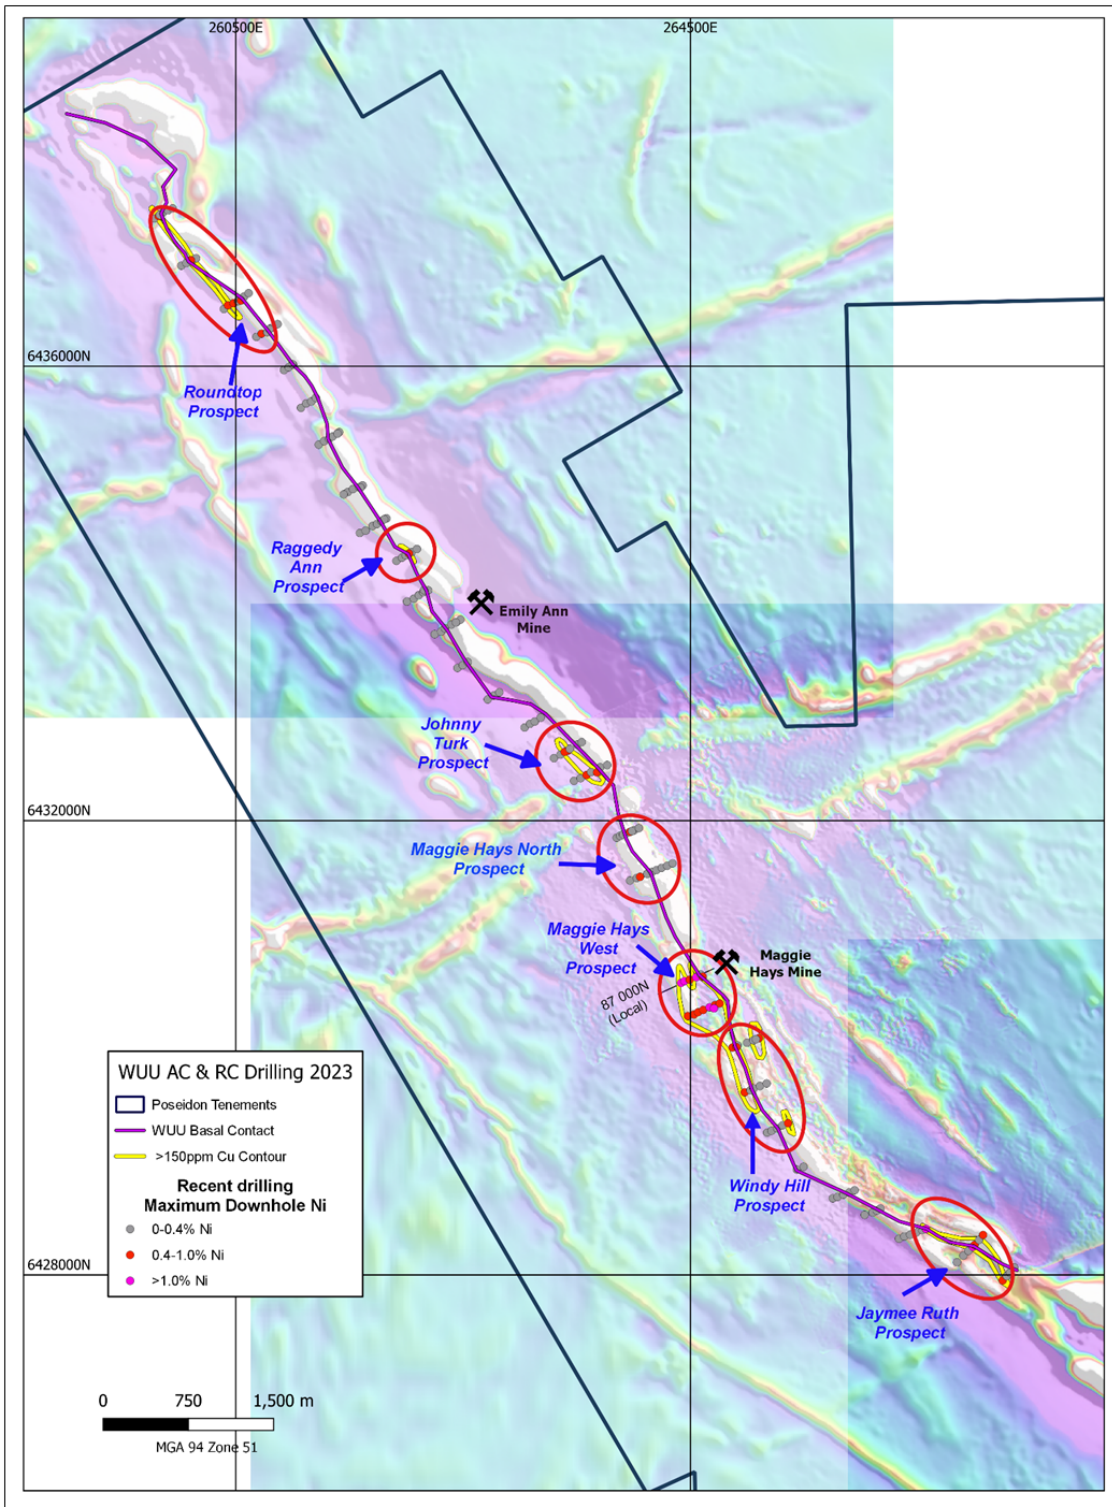 260500E
264500E
6436000N
Roundtop
Prospect
Raggedy
Ann
Prospect
Emily Ann
Mine
Johnny
Turk
Prospect
6432000N
Maggie Hays North
Prospect
Maggie Hays
West
Prospect
Maggie
Hays Mine
87 000N
(Local)
WUU AC & RC Drilling 2023
Poseidon Tenements
WUU Basal Contact
>150ppm Cu Contour
Recent drilling
Maximum Downhole Ni
0-0.4% Ni
0.4-1.0% Ni
>1.0% Ni
Windy Hill
Prospect
6428000N
Jaymee Ruth
Prospect
0 750 1,500 m
MGA 94 Zone 51